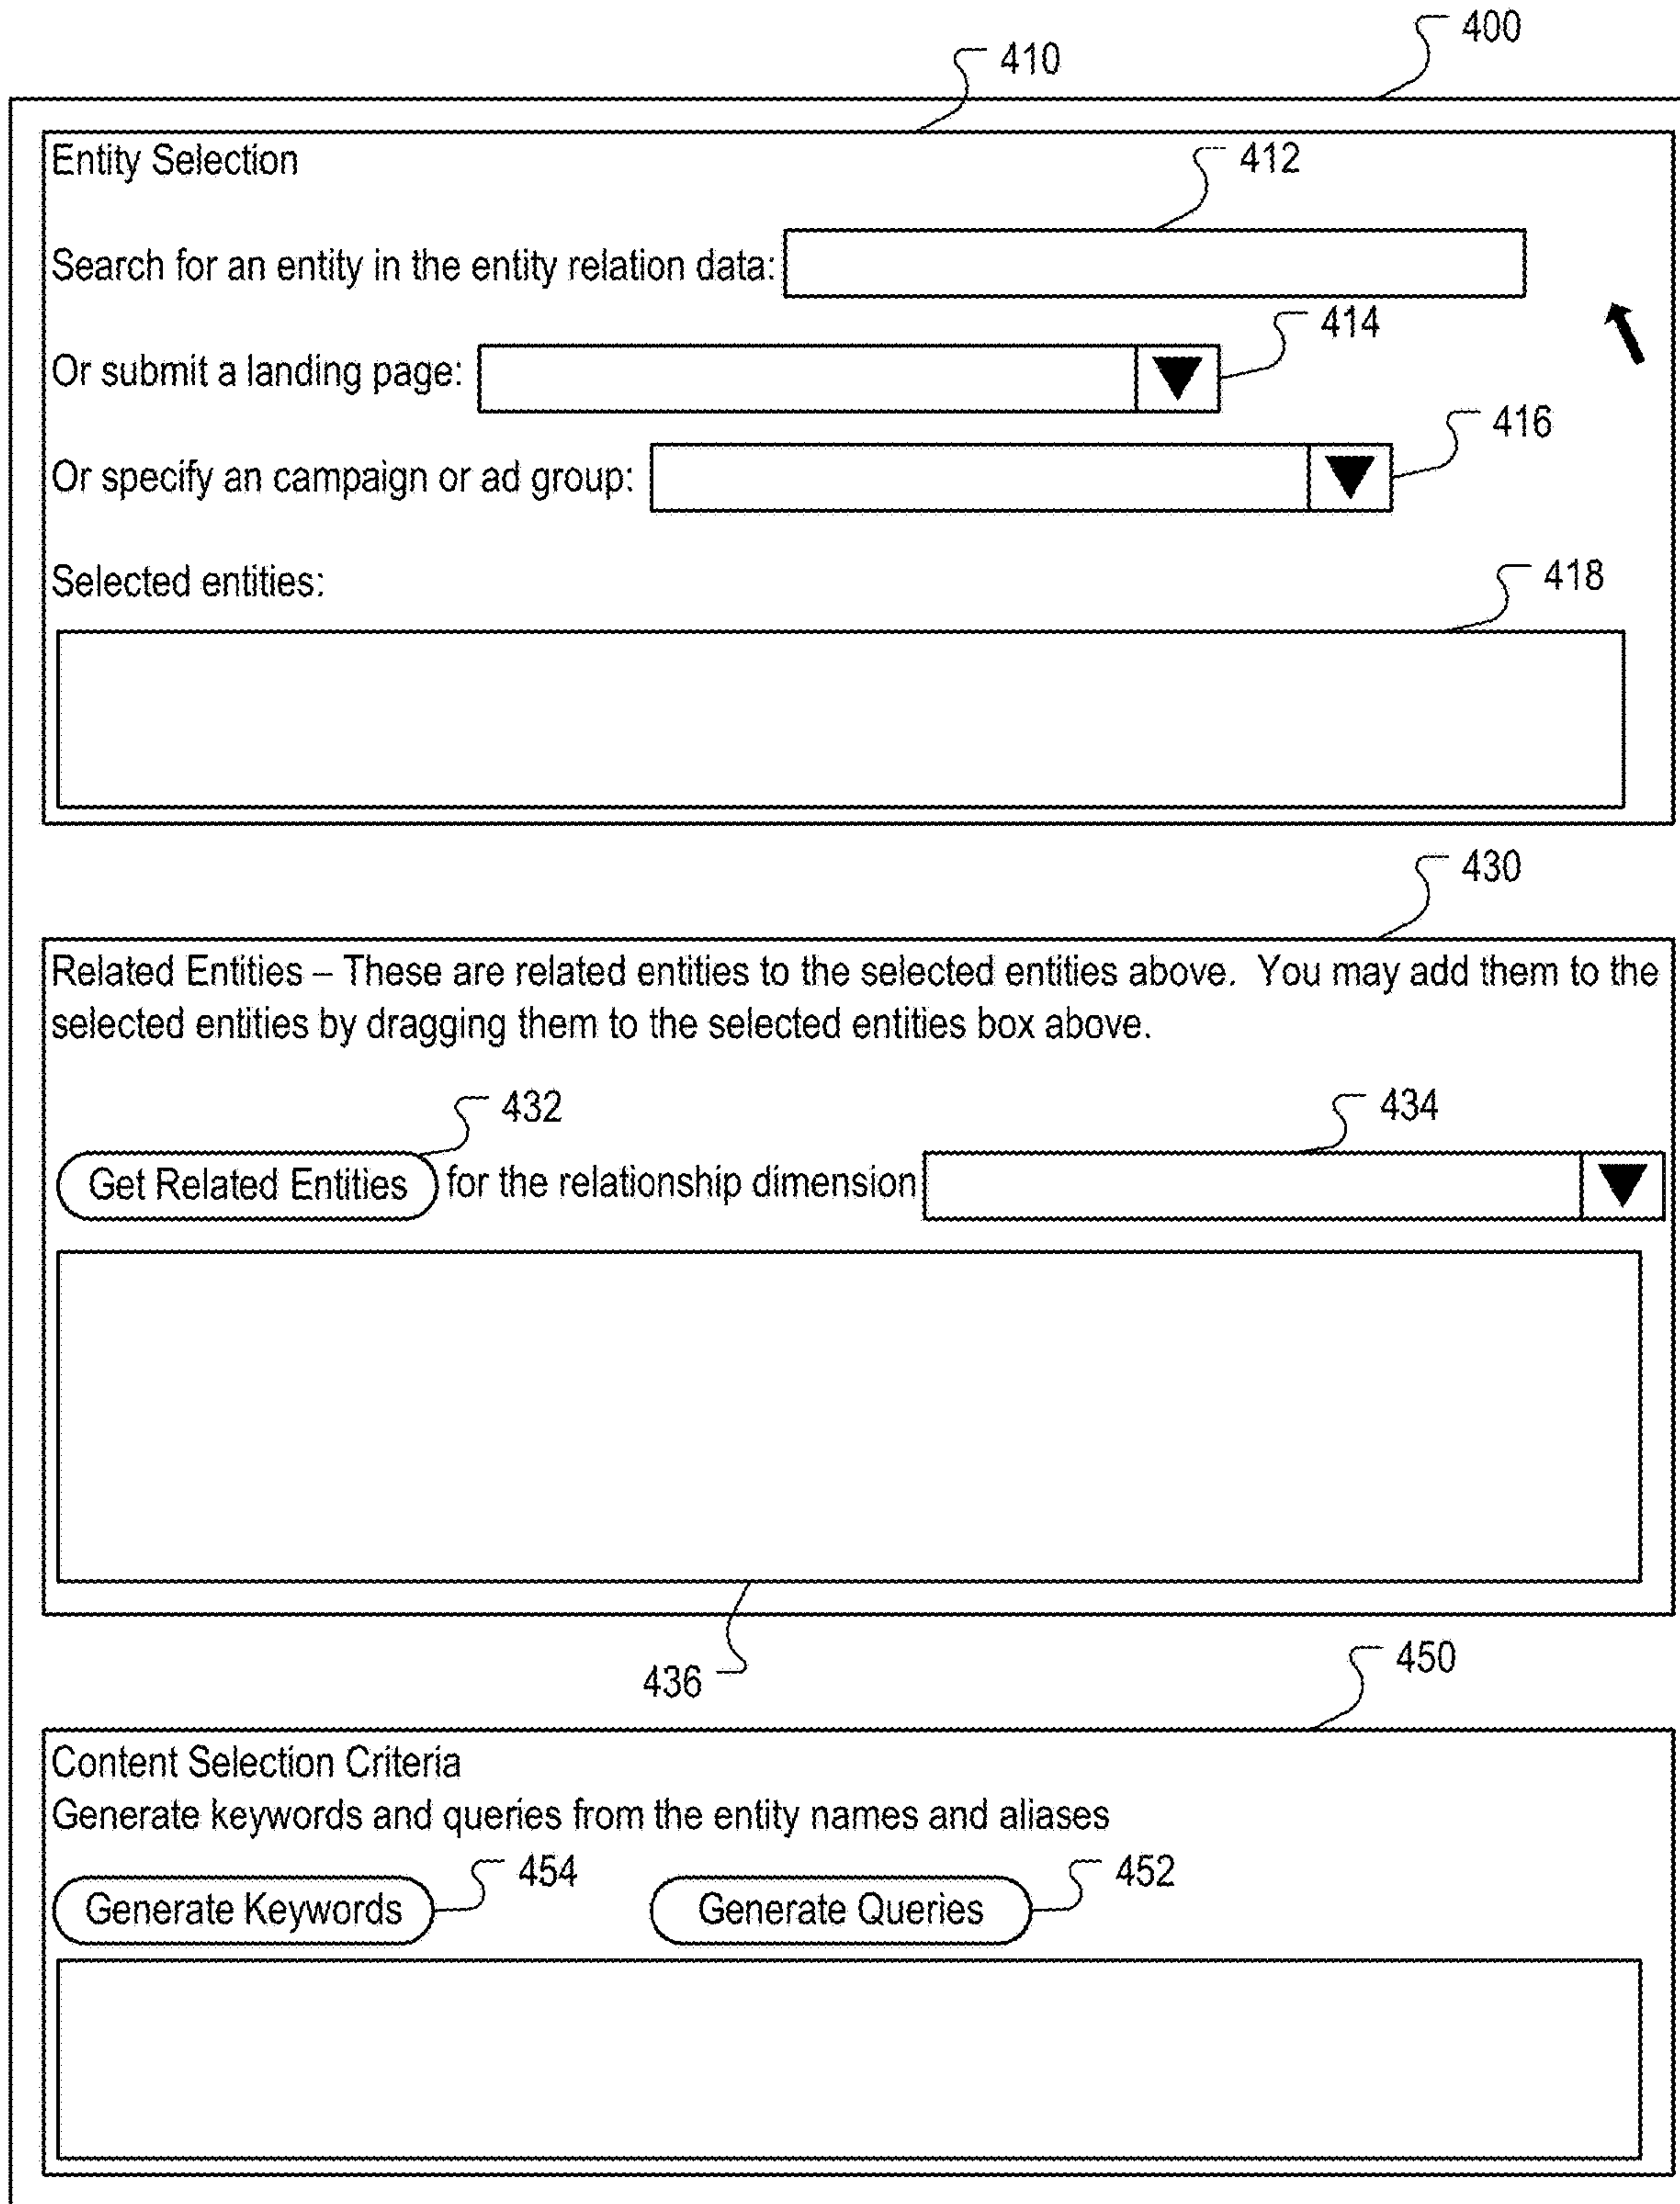 400
410
Entity Selection
412
Search for an entity in the entity relation data:
414
Or submit a landing page:
416
Or specify an campaign or ad group:
Selected entities:
418
430
Related Entities – These are related entities to the selected entities above. You may add them to the
selected entities by dragging them to the selected entities box above.
432
434
Get Related Entities for the relationship dimension
436
450
Content Selection Criteria
Generate keywords and queries from the entity names and aliases
454
452
Generate Keywords
Generate Queries